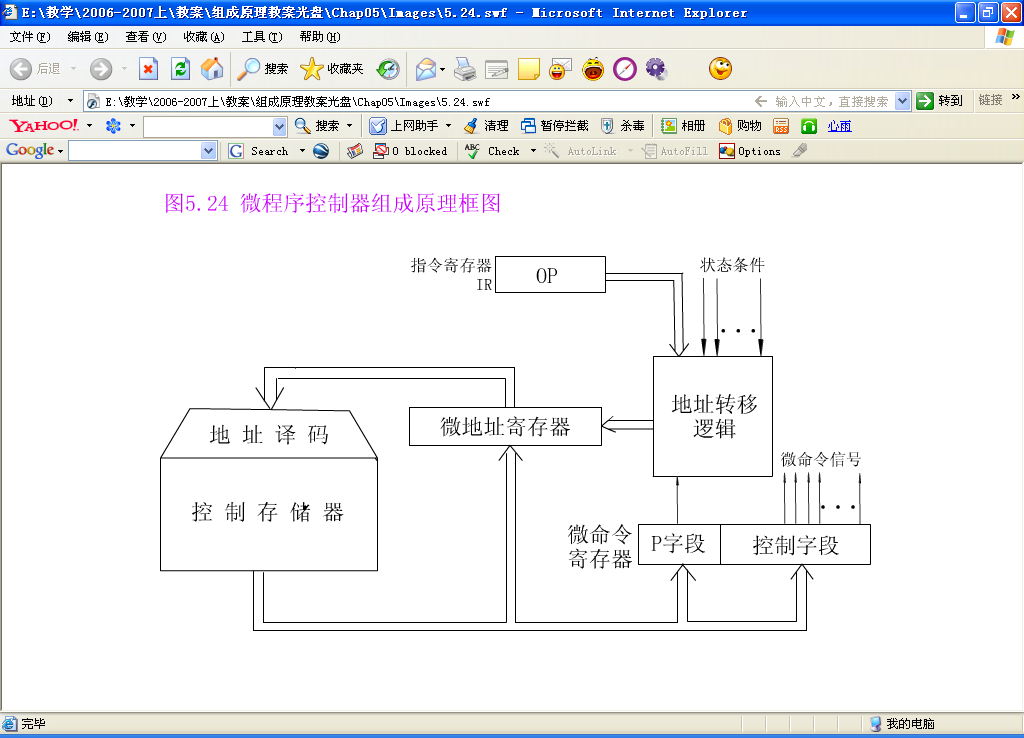 E:\教学\2006-2007上\教案\组成原理教案光盘\Chap05\Images\5.24.swf - Microsoft Internet Explorer
文件(F) 编辑(E) 查看(V) 收藏(A) 工具(T) 帮助(H)
后退 搜索 收藏夹
地址(D) E:\教学\2006-2007上\教案\组成原理教案光盘\Chap05\Images\5.24.swf 输入中文，直接搜索 转到 链接 »
YAHOO! 搜索 上网助手 清理 暂停拦截 杀毒 相册 购物 RSS 心雨
Google G Search 0 blocked ABC Check AutoLink AutoFill Options
图5.24 微程序控制器组成原理框图
指令寄存器
IR
OP
状态条件
地址转移
逻辑
微地址寄存器
地址译码
控制存储器
微命令信号
微命令
寄存器
P字段
控制字段
完毕
我的电脑